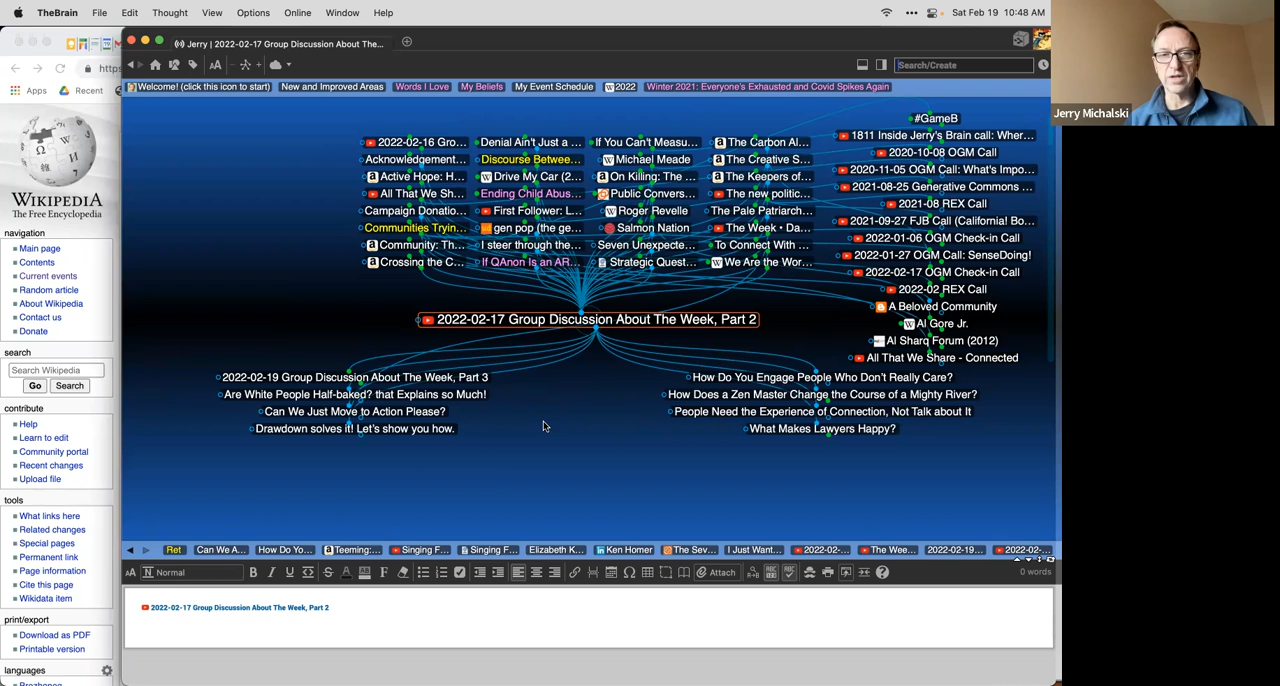 TheBrain File Edit Thought View Options Online Window Help
Sat Feb 19 10:48 AM
Jerry | 2022-02-17 Group Discussion About The...
https
Search/Create
Apps Recent
Welcome! (click this icon to start) New and Improved Areas Words I Love My Beliefs My Event Schedule 2022 Winter 2021: Everyone's Exhausted and Covid Spikes Again
Jerry Michalski
#GameB
2022-02-16 Gro... Denial Ain't Just a ... If You Can't Measu... The Carbon Al... 1811 Inside Jerry's Brain call: Wher...
Acknowledgement... Discourse Betwee... Michael Meade The Creative S... 2020-10-08 OGM Call
Active Hope: H... Drive My Car (2... On Killing: The ... The Keepers of... 2020-11-05 OGM Call: What's Impo...
All That We Sh... Ending Child Abus... Public Convers... The new politic... 2021-08-25 Generative Commons ...
Campaign Donatio... First Follower: L... Roger Revelle The Pale Patriarch... 2021-08 REX Call
Communities Tryin... gen pop (the ge... Salmon Nation The Week • Da... 2021-09-27 FJB Call (California! Bo...
Community: Th... I steer through the... Seven Unexpecte... To Connect With ... 2022-01-06 OGM Check-in Call
Crossing the C... If QAnon Is an AR... Strategic Quest... We Are the Wor... 2022-01-27 OGM Call: SenseDoing!
2022-02-17 OGM Check-in Call
2022-02 REX Call
A Beloved Community
Al Gore Jr.
Al Sharq Forum (2012)
All That We Share - Connected
2022-02-17 Group Discussion About The Week, Part 2
2022-02-19 Group Discussion About The Week, Part 3
Are White People Half-baked? that Explains so Much!
Can We Just Move to Action Please?
Drawdown solves it! Let's show you how.
How Do You Engage People Who Don't Really Care?
How Does a Zen Master Change the Course of a Mighty River?
People Need the Experience of Connection, Not Talk about It
What Makes Lawyers Happy?
Ret Can We A... How Do Yo... Teeming:... Singing F... Singing F... Elizabeth K... Ken Homer The Sev... I Just Want... 2022-02-... The Wee... 2022-02-19... 2022-02-...
Normal
Attach
0 words
2022-02-17 Group Discussion About The Week, Part 2
WIKIPEDIA
The Free Encyclopedia
navigation
Main page
Contents
Current events
Random article
About Wikipedia
Contact us
Donate
search
Search Wikipedia
Go Search
contribute
Help
Learn to edit
Community portal
Recent changes
Upload file
tools
What links here
Related changes
Special pages
Permanent link
Page information
Cite this page
Wikidata item
print/export
Download as PDF
Printable version
languages